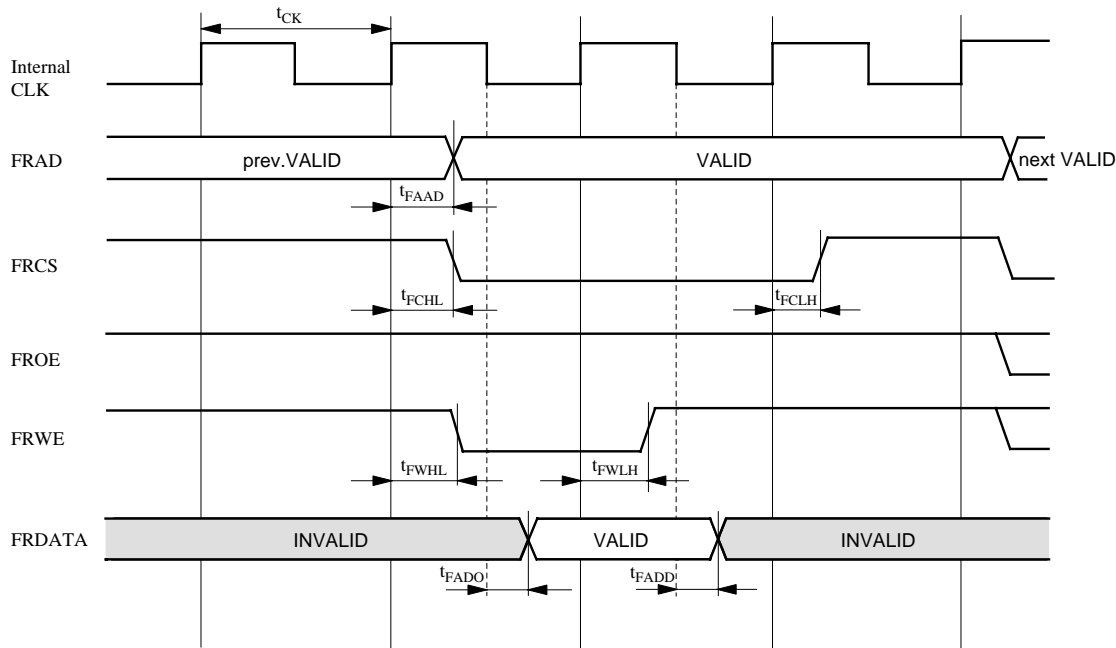 tCK
Internal
CLK
FRAD
prev.VALID
VALID
next VALID
tFAAD
FRCS
tFCHL
tFCLH
FROE
FRWE
tFWHL
tFWLH
FRDATA
INVALID
VALID
INVALID
tFADO
tFADD